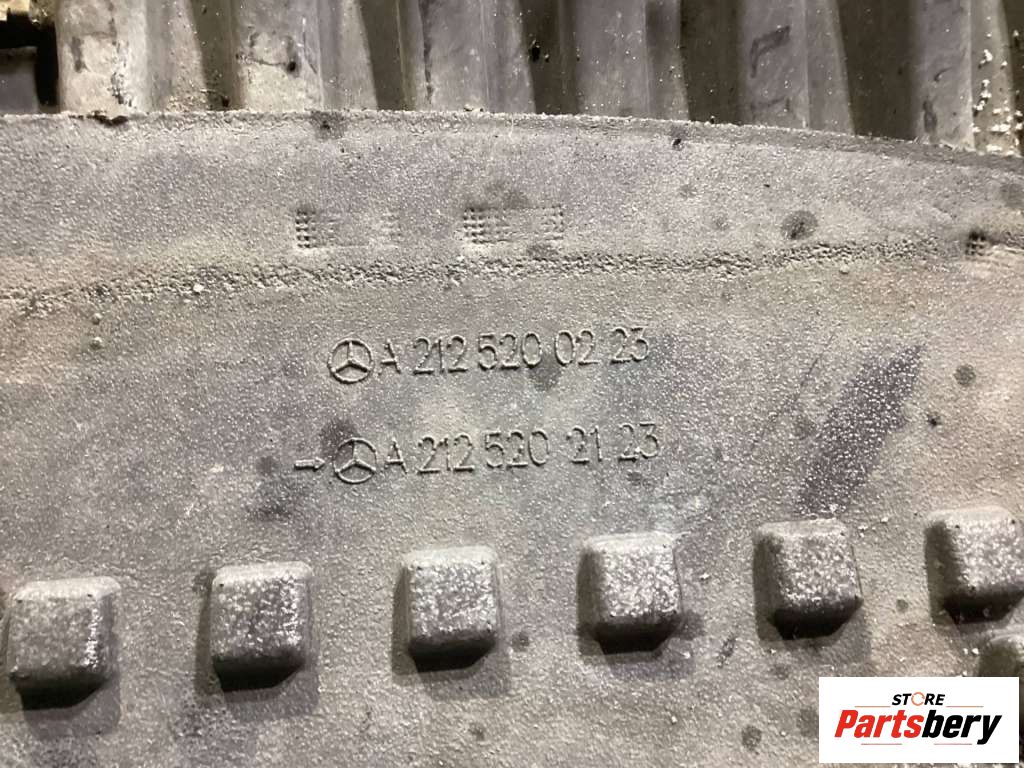 A 212 520 02 23
→ A 212 520 21 23
STORE
Partsbery